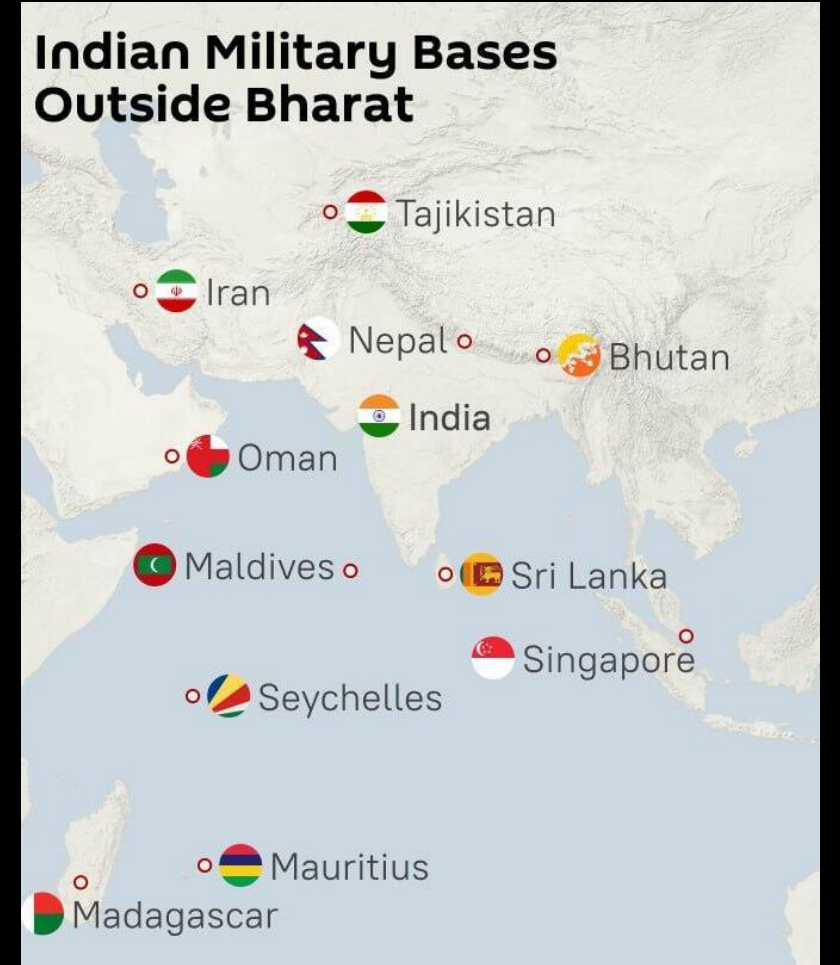 Indian Military Bases
Outside Bharat
Tajikistan
Iran
Nepal
Bhutan
India
Oman
Maldives
Sri Lanka
Singapore
Seychelles
Mauritius
Madagascar